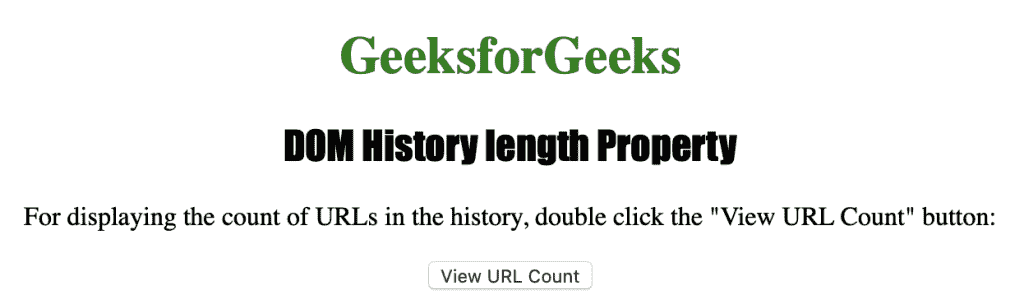 GeeksforGeeks
DOM History length Property
For displaying the count of URLs in the history, double click the "View URL Count" button:
View URL Count